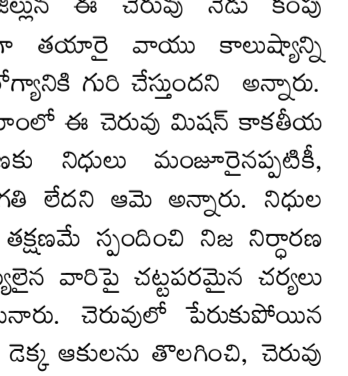 జిల్లున ఈ చెరువు నేడు కంపు
గా తయారై వాయు కాలుష్యాన్ని
గ్యానికి గురి చేస్తుందని అన్నారు.
హంలో ఈ చెరువు మిషన్ కాకతీయ
ణకు నిధులు మంజూరైనప్పటికీ,
గతి లేదని ఆమె అన్నారు. నిధుల
తక్షణమే స్పందించి నిజ నిర్ధారణ
్యులైన వారిపై చట్టపరమైన చర్యలు
నారు. చెరువులో పేరుకుపోయిన
డెక్క ఆకులను తొలగించి, చెరువు